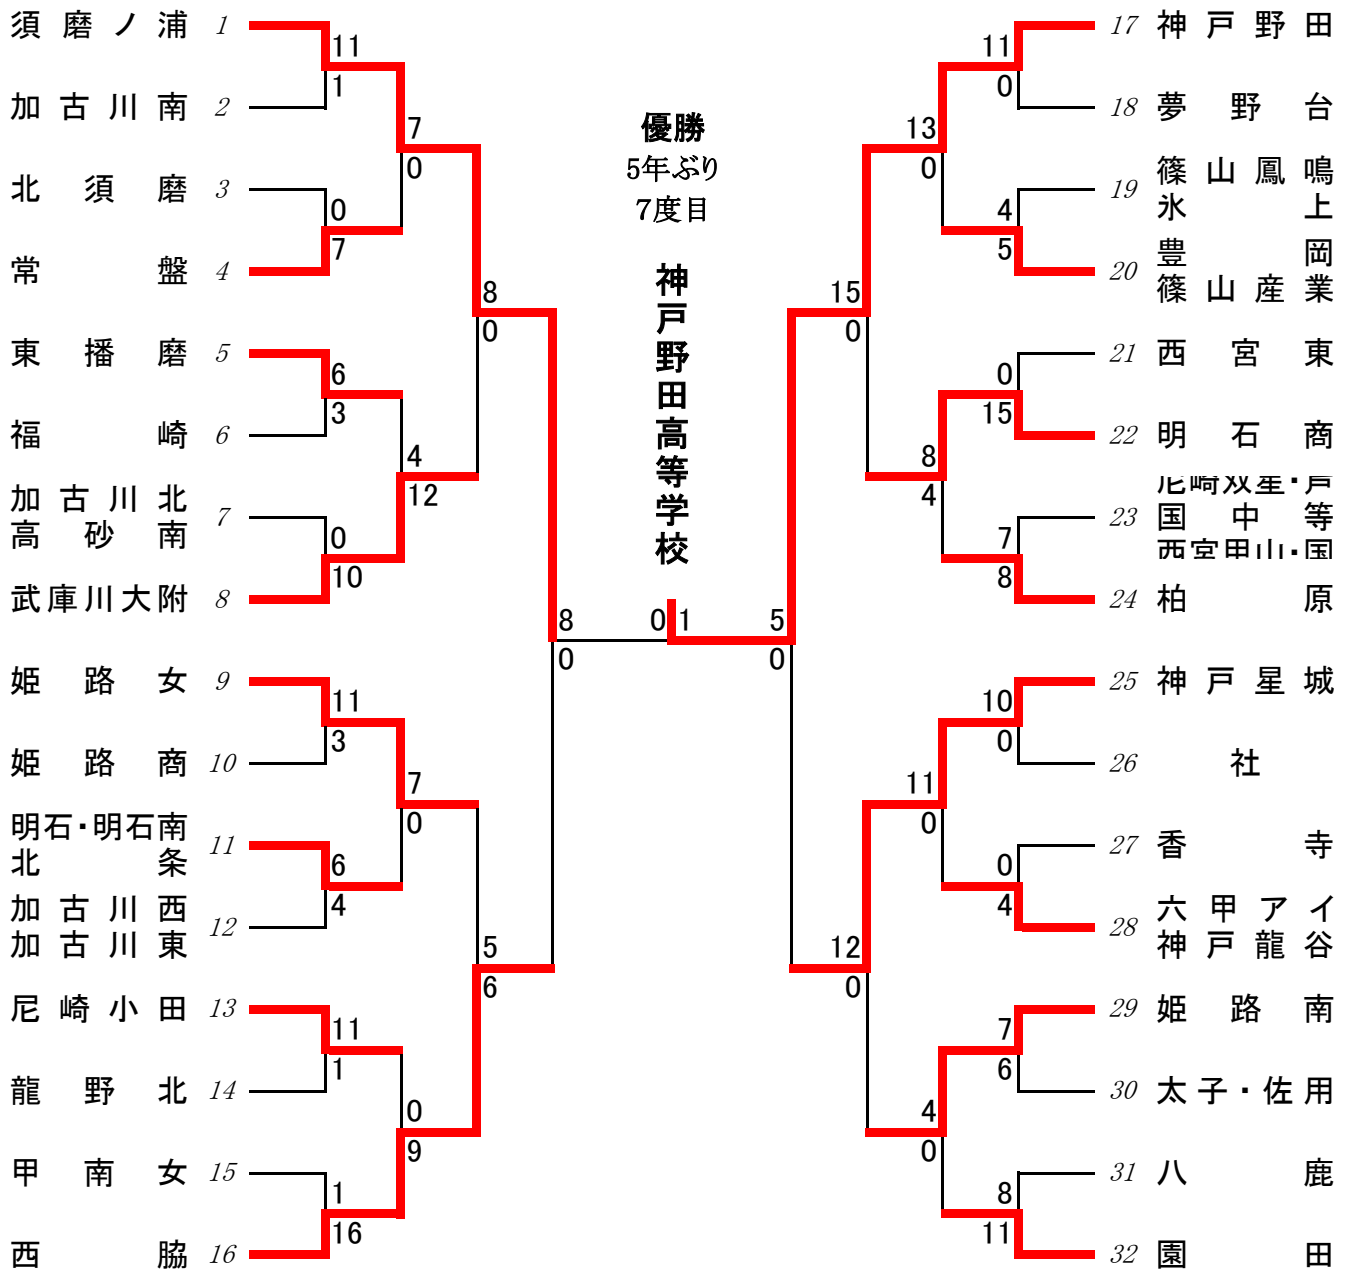 須磨ノ浦 1
加古川南 2
北須磨 3
常盤 4
東播磨 5
福崎 6
加古川北
高砂南 7
武庫川大附 8
姫路女 9
姫路商 10
明石・明石南
北条 11
加古川西
加古川東 12
尼崎小田 13
龍野北 14
甲南女 15
西脇 16
11
1
0
7
6
3
0
10
11
3
6
4
11
1
1
16
7
0
4
12
7
0
0
9
8
0
5
6
8
0
優勝
5年ぶり
7度目
神戸野田高等学校
0 1
5
0
15
0
12
0
13
0
8
4
11
0
4
0
11
0
4
5
0
15
7
8
10
0
0
4
7
6
8
11
17 神戸野田
18 夢野台
19 篠山鳳鳴
氷上
20 豊岡
篠山産業
21 西宮東
22 明石商
尼崎双星・芦
23 国中等
西宮甲山・国
24 柏原
25 神戸星城
26 社
27 香寺
28 六甲アイ
神戸龍谷
29 姫路南
30 太子・佐用
31 八鹿
32 園田